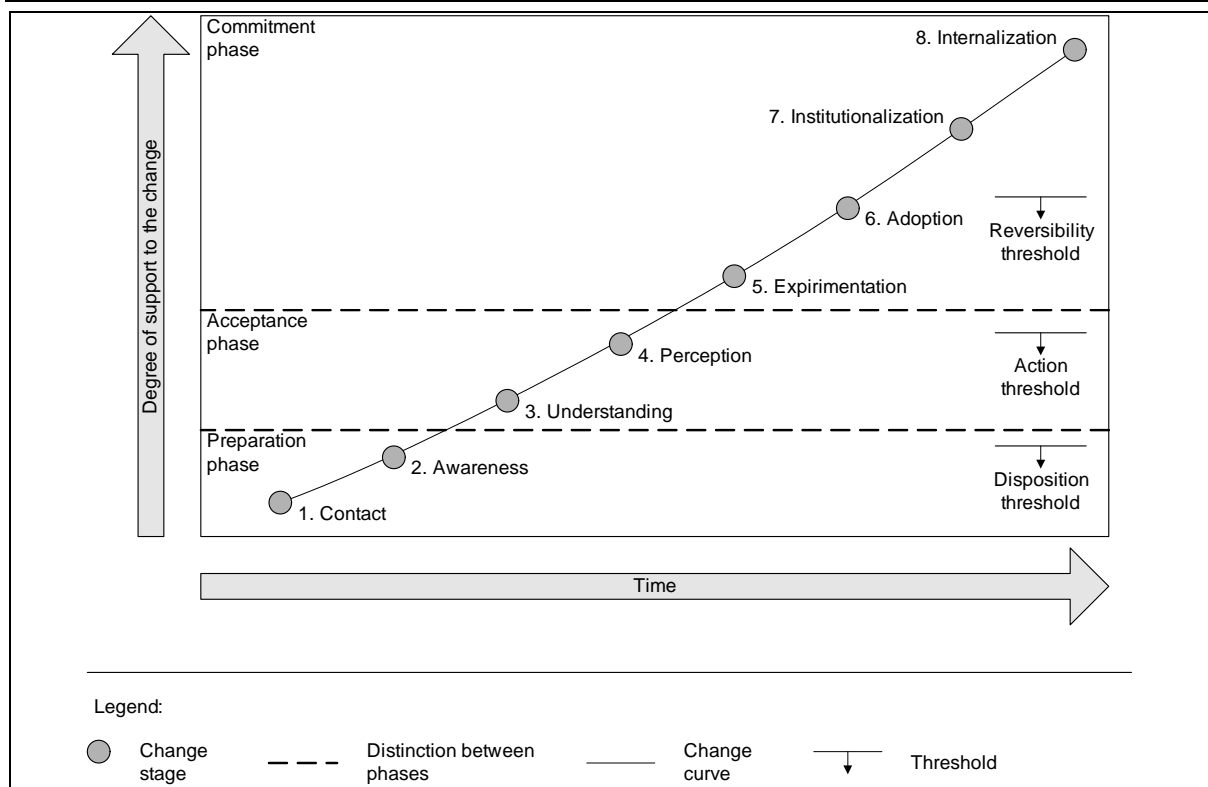 Commitment
phase
8. Internalization
7. Institutionalization
6. Adoption
Reversibility
threshold
5. Expirimentation
Acceptance
phase
4. Perception
Action
threshold
3. Understanding
Preparation
phase
2. Awareness
Disposition
threshold
1. Contact
Degree of support to the change
Time
Legend:
Change
stage
Distinction between
phases
Change
curve
Threshold